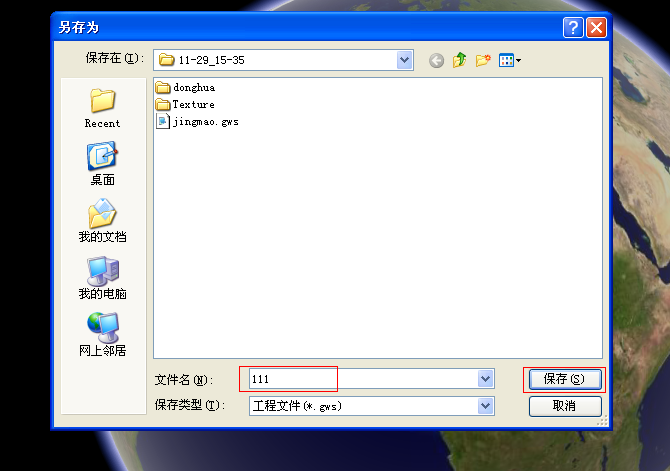 另存为
保存在(I):
11-29_15-35
Recent
桌面
我的文档
我的电脑
网上邻居
donghua
Texture
jingmao.gws
文件名(N):
111
保存(S)
保存类型(T):
工程文件(*.gws)
取消